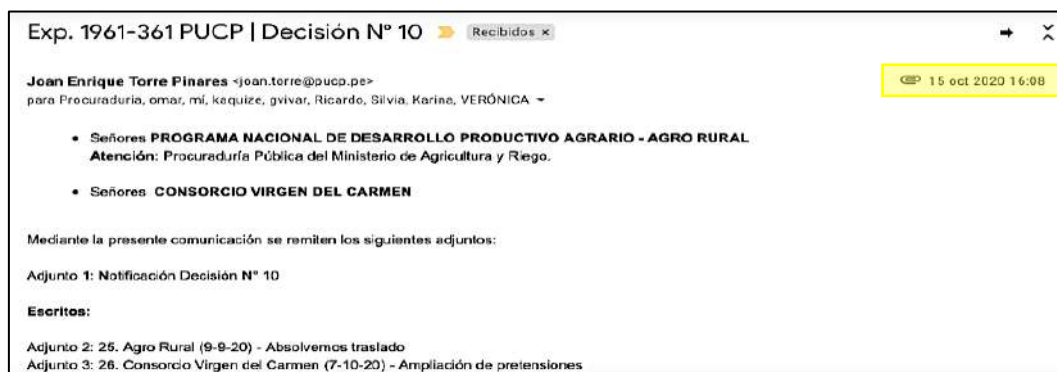 Exp. 1961-361 PUCP | Decisión N° 10 Recibidos x
Joan Enrique Torre Pinares <joan.torre@pucp.pe>
15 oct 2020 16:08
para Procuraduria, omar, mí, kaquize, gvivar, Ricardo, Silvia, Karina, VERÓNICA
• Señores PROGRAMA NACIONAL DE DESARROLLO PRODUCTIVO AGRARIO - AGRO RURAL
Atención: Procuraduría Pública del Ministerio de Agricultura y Riego.
• Señores CONSORCIO VIRGEN DEL CARMEN
Mediante la presente comunicación se remiten los siguientes adjuntos:
Adjunto 1: Notificación Decisión N° 10
Escritos:
Adjunto 2: 25. Agro Rural (9-9-20) - Absolvemos traslado
Adjunto 3: 26. Consorcio Virgen del Carmen (7-10-20) - Ampliación de pretensiones